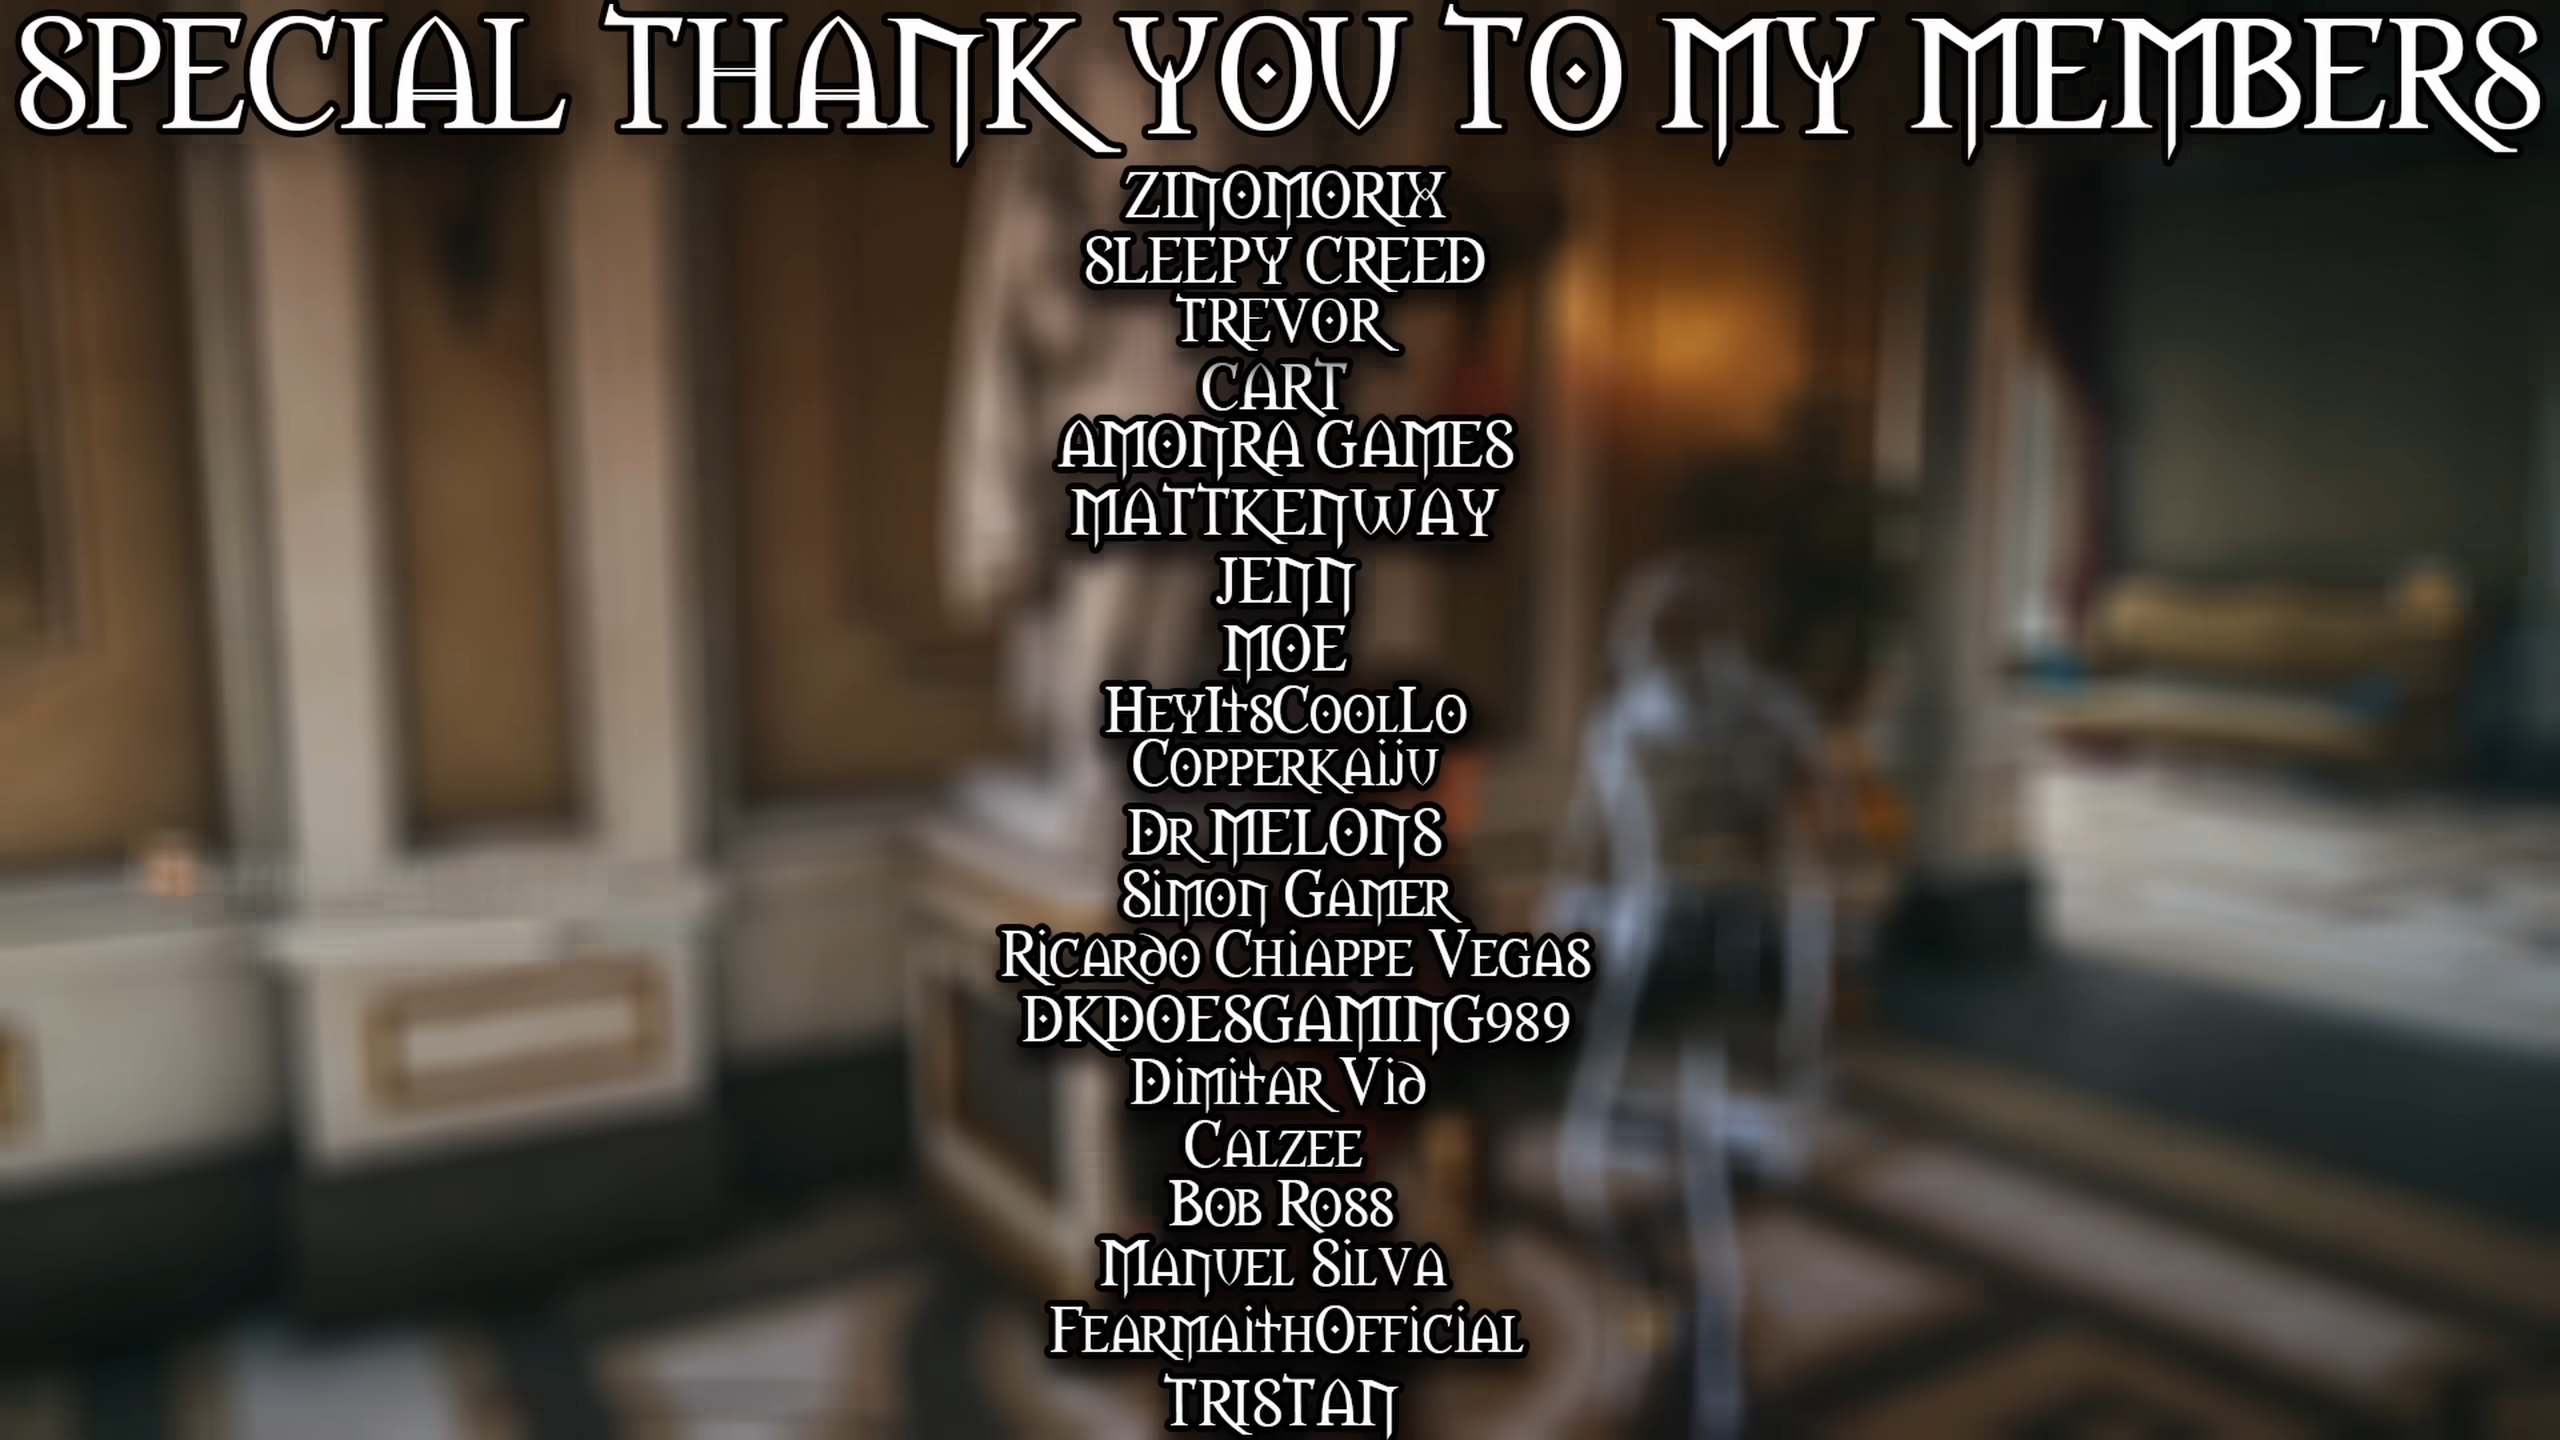 SPECIAL THANK YOU TO MY MEMBERS
ZINOMORIX
SLEEPY CREED
TREVOR
CART
AMONRA GAMES
MATTKENWAY
JENN
MOE
HeyItsCoolLo
Copperkaiju
Dr MELONS
Simon Gamer
Ricardo Chiappe Vegas
DKDOESGAMING989
Dimitar Vid
Calzee
Bob Ross
Manuel Silva
FearmaithOfficial
TRISTAN